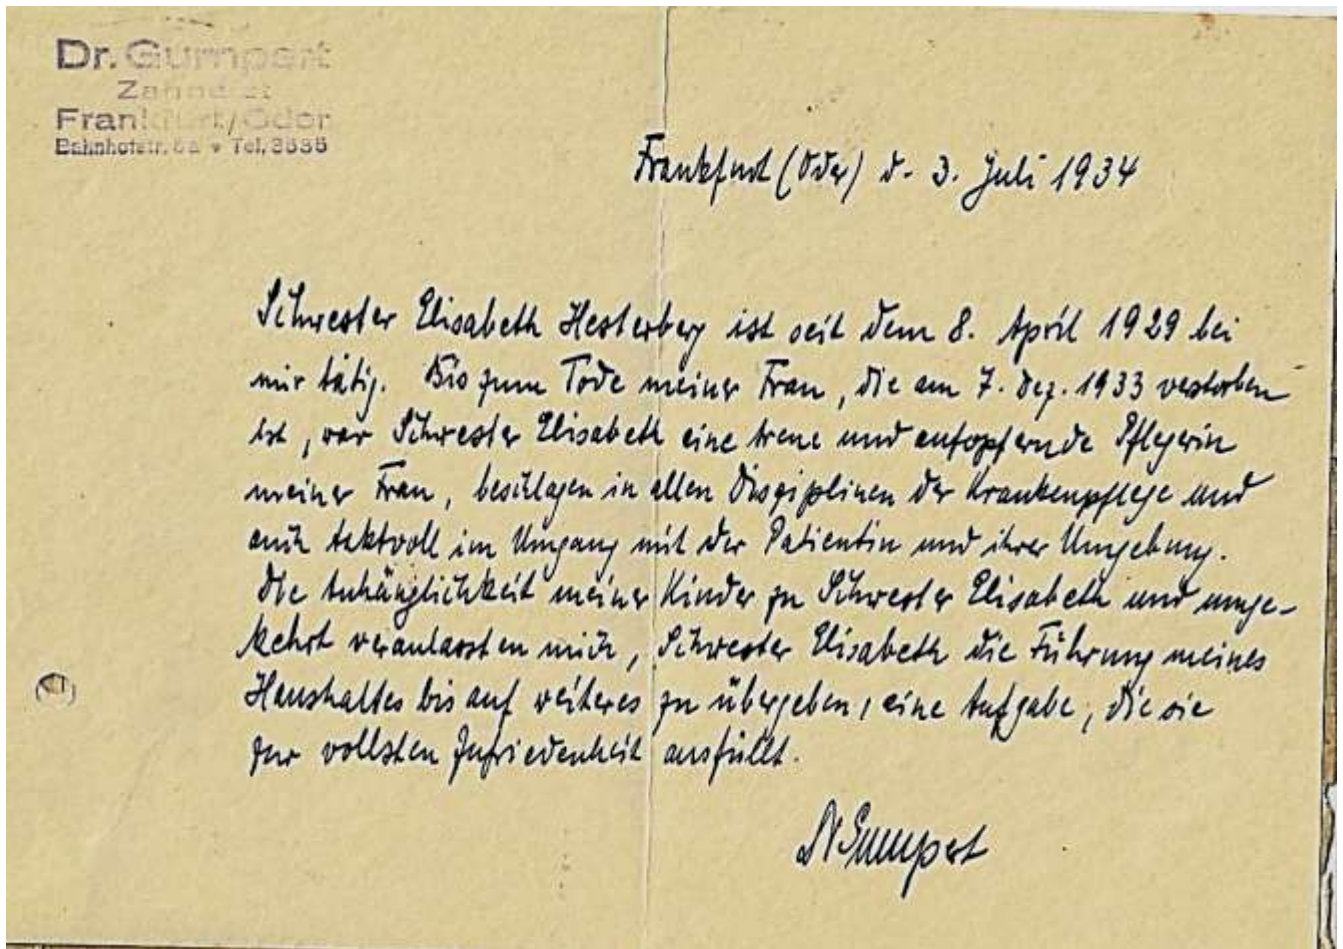 Dr. Gumpert
Zahnarzt
Frankfurt/Oder
Bahnhofstr. Tel. 3535
Frankfurt (Oder) d. 3. Juli 1934
Schwester Elisabeth Hesterberg ist seit dem 8. April 1929 bei
mir tätig. Bis zum Tode meiner Frau, die am 7. Dez. 1933 verstorben
ist, war Schwester Elisabeth eine treue und aufopfernde Pflegerin
meiner Frau, beschlagen in allen Disziplinen der Krankenpflege und
auch taktvoll im Umgang mit der Patientin und ihrer Umgebung.
Die Anhänglichkeit meiner Kinder zu Schwester Elisabeth und umge-
kehrt veranlassten mich, Schwester Elisabeth die Führung meines
Haushaltes bis auf weiteres zu übergeben, eine Aufgabe, die sie
zur vollsten Zufriedenheit ausfüllt.
Dr Gumpert